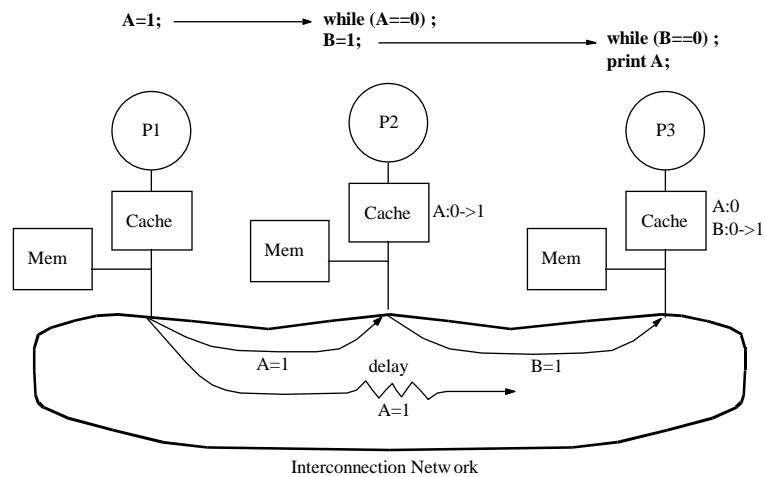 A=1;
while (A==0) ;
B=1;
while (B==0) ;
print A;
P1
P2
P3
Cache
Cache
A:0->1
Cache
A:0
B:0->1
Mem
Mem
Mem
A=1
delay
A=1
B=1
Interconnection Network